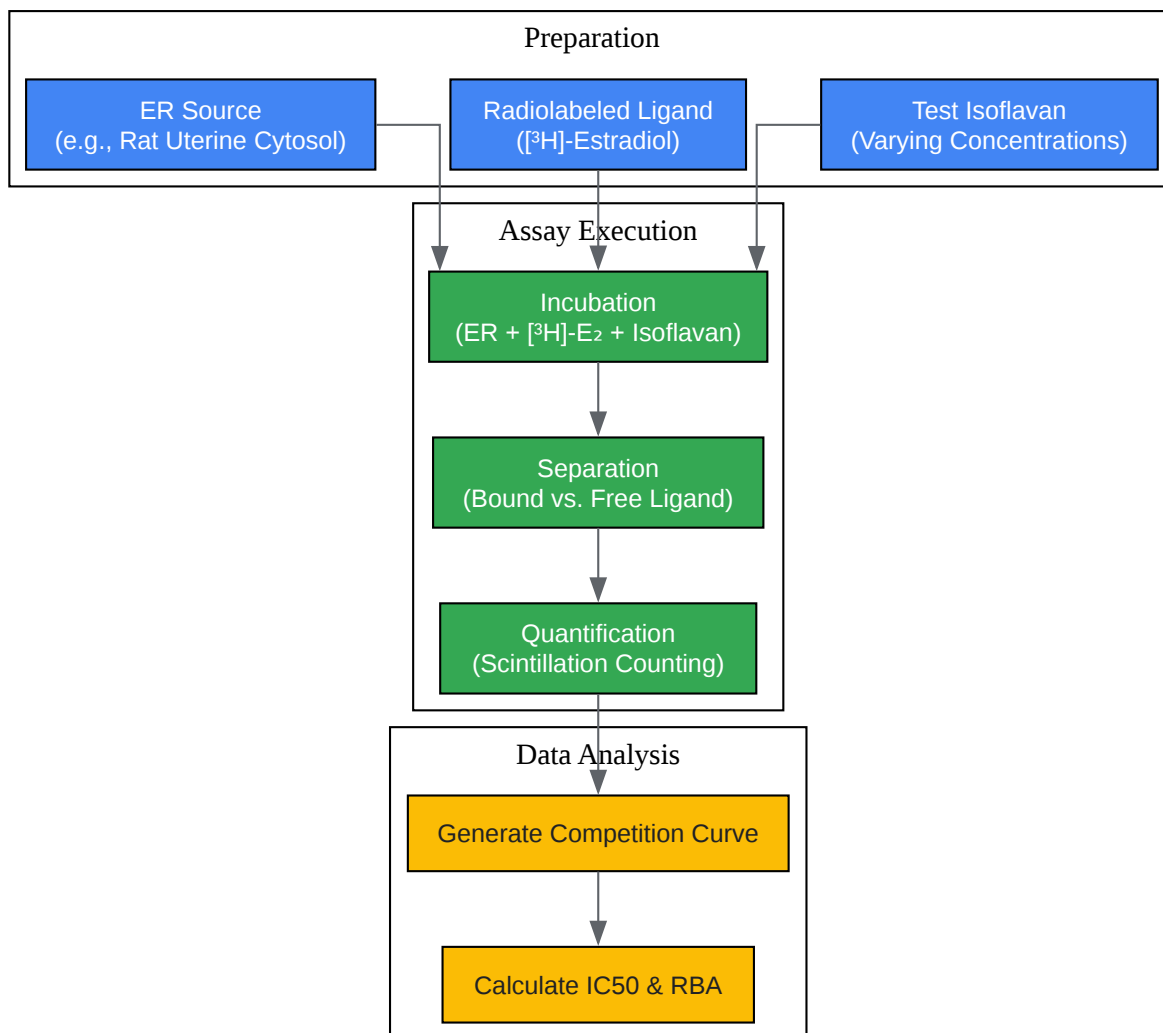 Preparation
ER Source
(e.g., Rat Uterine Cytosol)
Radiolabeled Ligand
([³H]-Estradiol)
Test Isoflavan
(Varying Concentrations)
Assay Execution
Incubation
(ER + [³H]-E₂ + Isoflavan)
Separation
(Bound vs. Free Ligand)
Quantification
(Scintillation Counting)
Data Analysis
Generate Competition Curve
Calculate IC50 & RBA